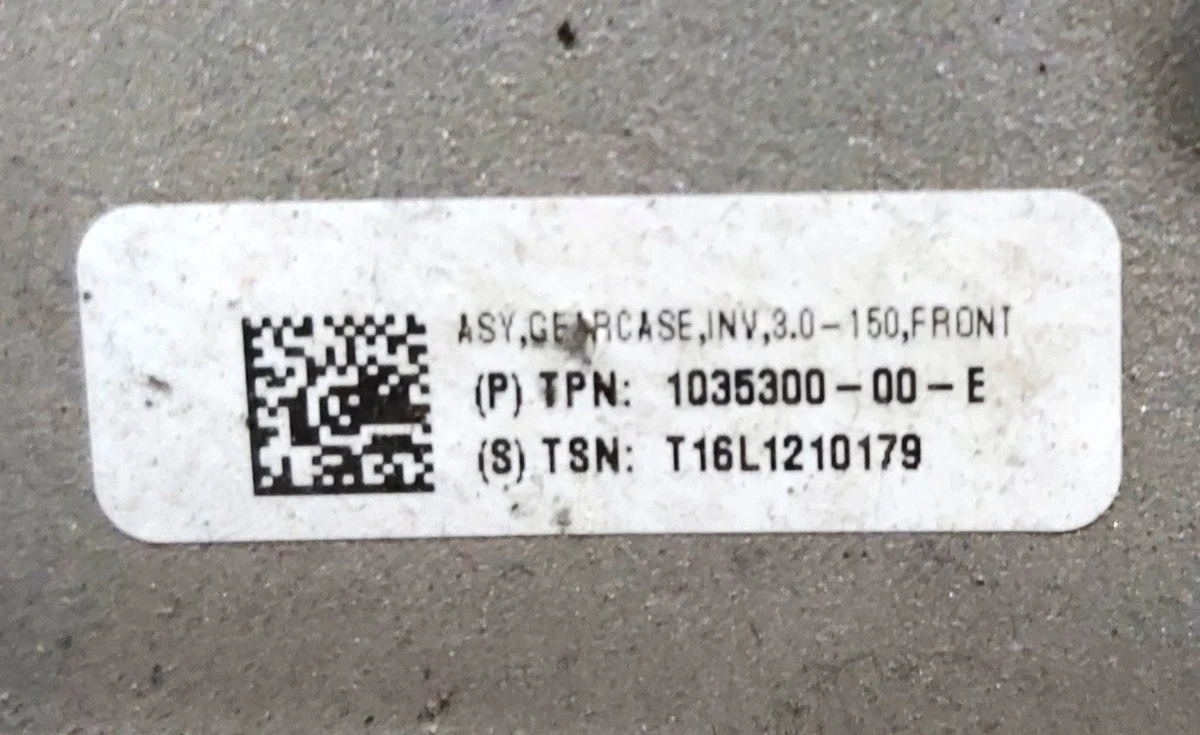 ASY,GEARCASE,INV,3.0-150,FRONT
(P) TPN: 1035300-00-E
(S) TSN: T16L1210179